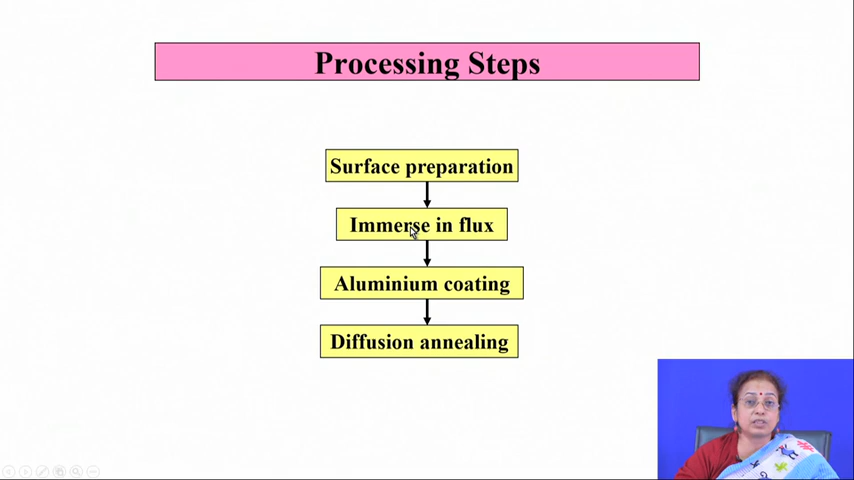 Processing Steps
Surface preparation
Immerse in flux
Aluminium coating
Diffusion annealing